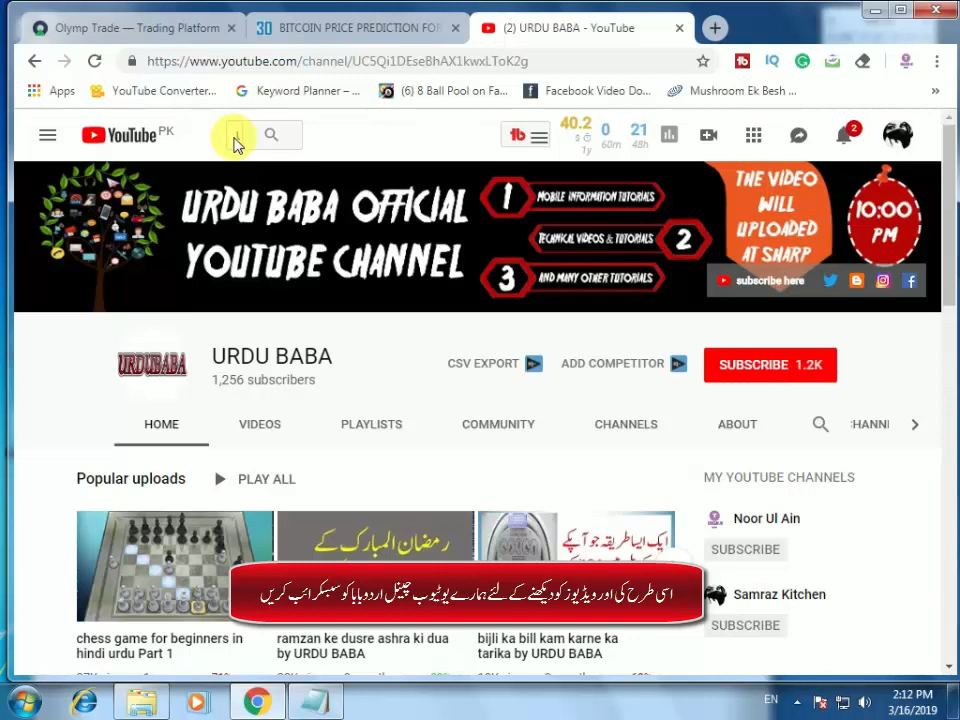 Olymp Trade — Trading Platform
BITCOIN PRICE PREDICTION FOR
(2) URDU BABA - YouTube
https://www.youtube.com/channel/UC5Qi1DEseBhAX1kwxLToK2g
Apps
YouTube Converter...
Keyword Planner – ...
(6) 8 Ball Pool on Fa...
Facebook Video Do...
Mushroom Ek Besh ...
YouTube PK
40.2
1y
0
60m
21
48h
2
URDU BABA OFFICIAL
YOUTUBE CHANNEL
1
MOBILE INFORMATION TUTORIALS
TECHNICAL VIDEOS & TUTORIALS
2
3
AND MANY OTHER TUTORIALS
THE VIDEO
WILL
UPLOADED
AT SHARP
10:00
PM
subscribe here
URDUBABA
URDU BABA
1,256 subscribers
CSV EXPORT
ADD COMPETITOR
SUBSCRIBE 1.2K
HOME
VIDEOS
PLAYLISTS
COMMUNITY
CHANNELS
ABOUT
Popular uploads
PLAY ALL
MY YOUTUBE CHANNELS
Noor Ul Ain
SUBSCRIBE
Samraz Kitchen
SUBSCRIBE
رمضان المبارک کے
ایک ایسا طریقہ جو آپکے
اسی طرح کی اور ویڈیوز کو دیکھنے کے لئے ہمارے یوٹیوب چینل اردو بابا کو سبسکرائب کریں
chess game for beginners in
hindi urdu Part 1
ramzan ke dusre ashra ki dua
by URDU BABA
bijli ka bill kam karne ka
tarika by URDU BABA
EN
2:12 PM
3/16/2019